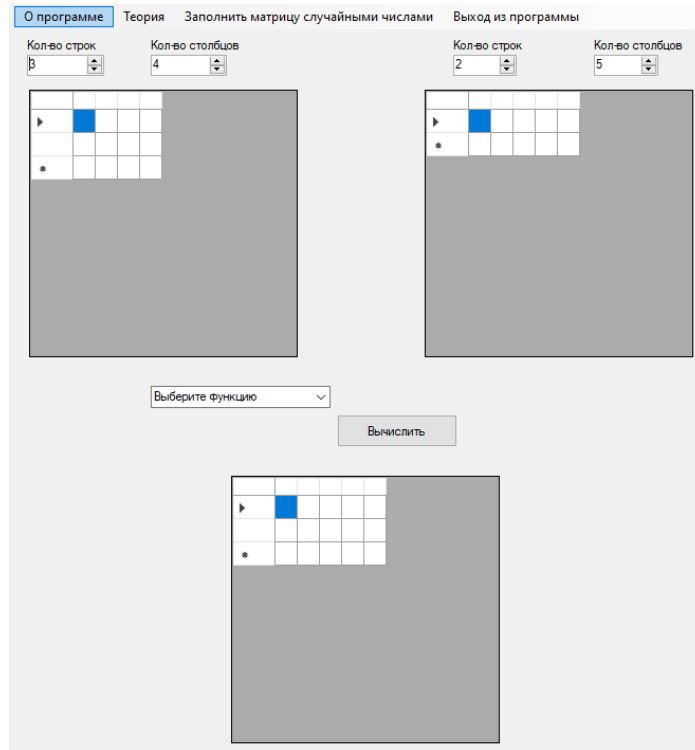 О программе Теория Заполнить матрицу случайными числами Выход из программы
Кол-во строк Кол-во столбцов Кол-во строк Кол-во столбцов
3 4 2 5
Выберите функцию
Вычислить